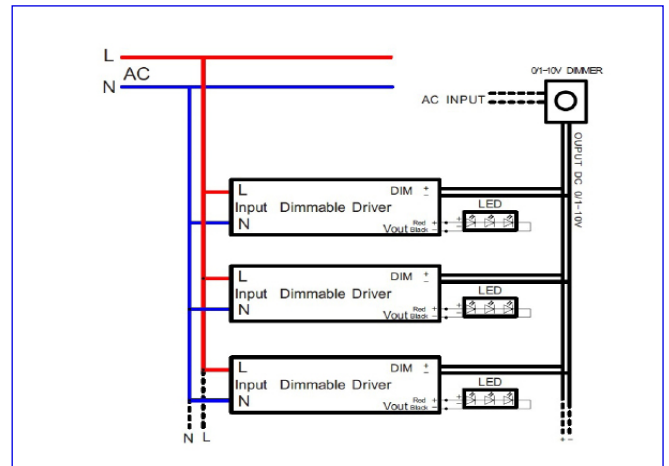 L
AC
N
0/1-10V DIMMER
AC INPUT
OUPUT DC 0/1-10V
L
DIM + −
Input Dimmable Driver
N
Vout Red + Black −
LED
+ −
L
DIM + −
Input Dimmable Driver
N
Vout Red + Black −
LED
+ −
L
DIM + −
Input Dimmable Driver
N
Vout Red + Black −
LED
+ −
N L
+ −